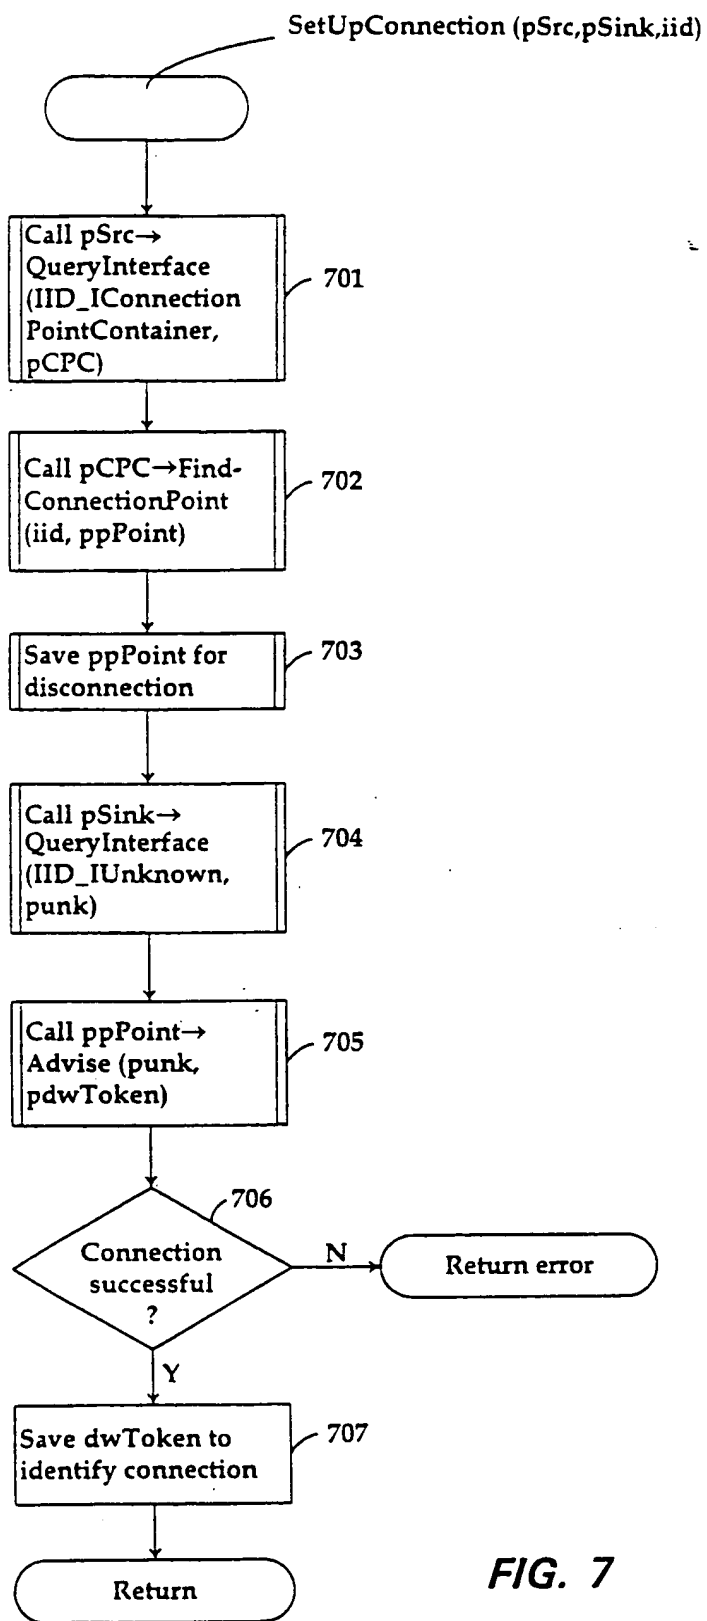 SetUpConnection (pSrc,pSink,iid)
Call pSrc→
QueryInterface
(IID_IConnection
PointContainer,
pCPC)
701
Call pCPC→Find-
ConnectionPoint
(iid, ppPoint)
702
Save ppPoint for
disconnection
703
Call pSink→
QueryInterface
(IID_IUnknown,
punk)
704
Call ppPoint→
Advise (punk,
pdwToken)
705
706
Connection
successful
?
N
Return error
Y
Save dwToken to
identify connection
707
Return
FIG. 7